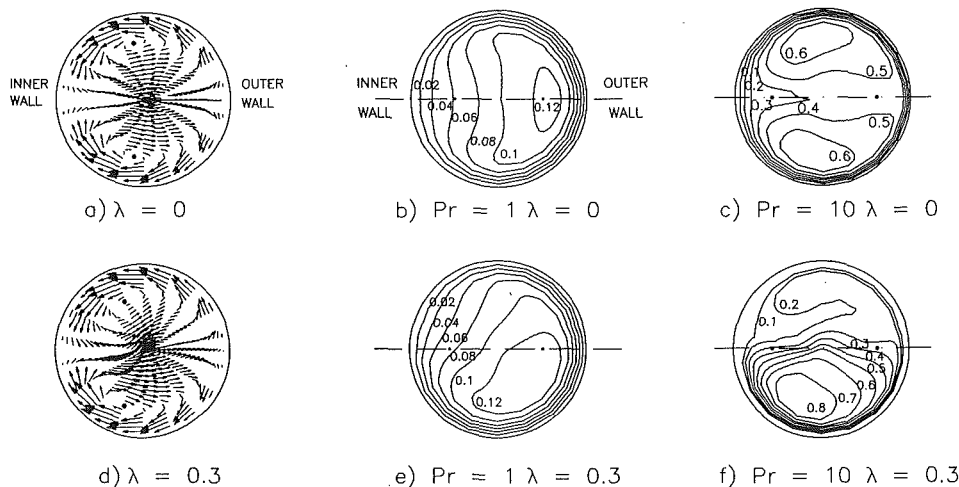 INNER
WALL
OUTER
WALL
a) λ = 0
INNER
WALL
OUTER
WALL
0.02
0.04
0.06
0.08
0.1
0.12
b) Pr = 1 λ = 0
0.6
0.5
0.1
0.2
0.3
0.4
0.5
0.6
c) Pr = 10 λ = 0
d) λ = 0.3
0.02
0.04
0.06
0.08
0.1
0.12
e) Pr = 1 λ = 0.3
0.2
0.1
0.3
0.4
0.5
0.6
0.7
0.8
f) Pr = 10 λ = 0.3